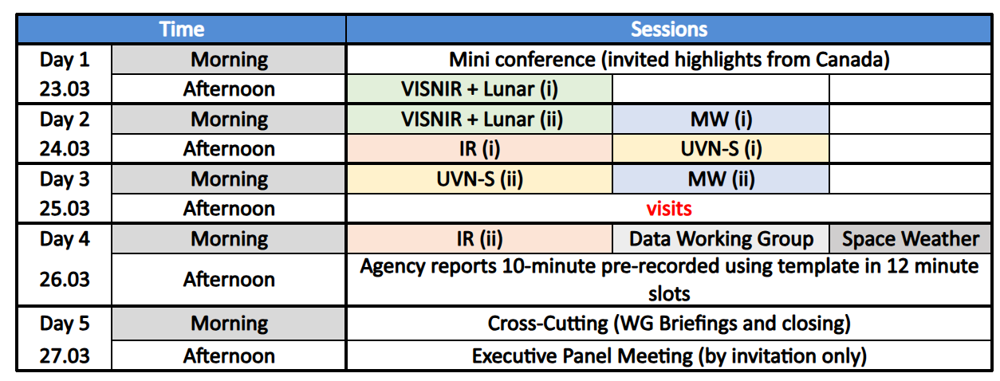 Time Sessions
Day 1 Morning Mini conference (invited highlights from Canada)
23.03 Afternoon VISNIR + Lunar (i)
Day 2 Morning VISNIR + Lunar (ii) MW (i)
24.03 Afternoon IR (i) UVN-S (i)
Day 3 Morning UVN-S (ii) MW (ii)
25.03 Afternoon visits
Day 4 Morning IR (ii) Data Working Group Space Weather
26.03 Afternoon Agency reports 10-minute pre-recorded using template in 12 minute
slots
Day 5 Morning Cross-Cutting (WG Briefings and closing)
27.03 Afternoon Executive Panel Meeting (by invitation only)